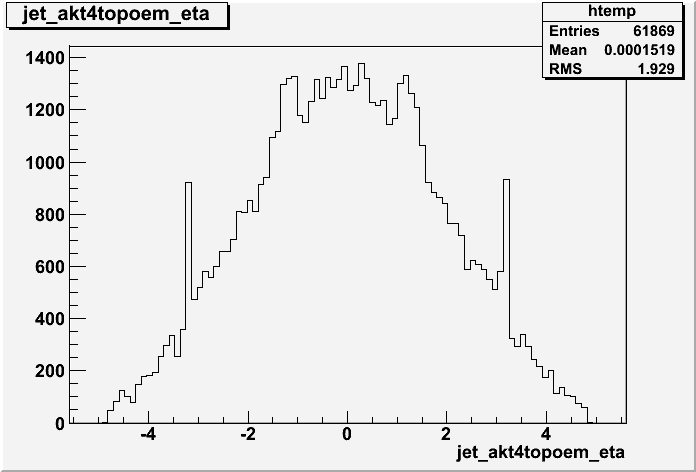 jet_akt4topoem_eta
htemp
Entries 61869
Mean 0.0001519
RMS 1.929
1400
1200
1000
800
600
400
200
0
-4 -2 0 2 4
jet_akt4topoem_eta